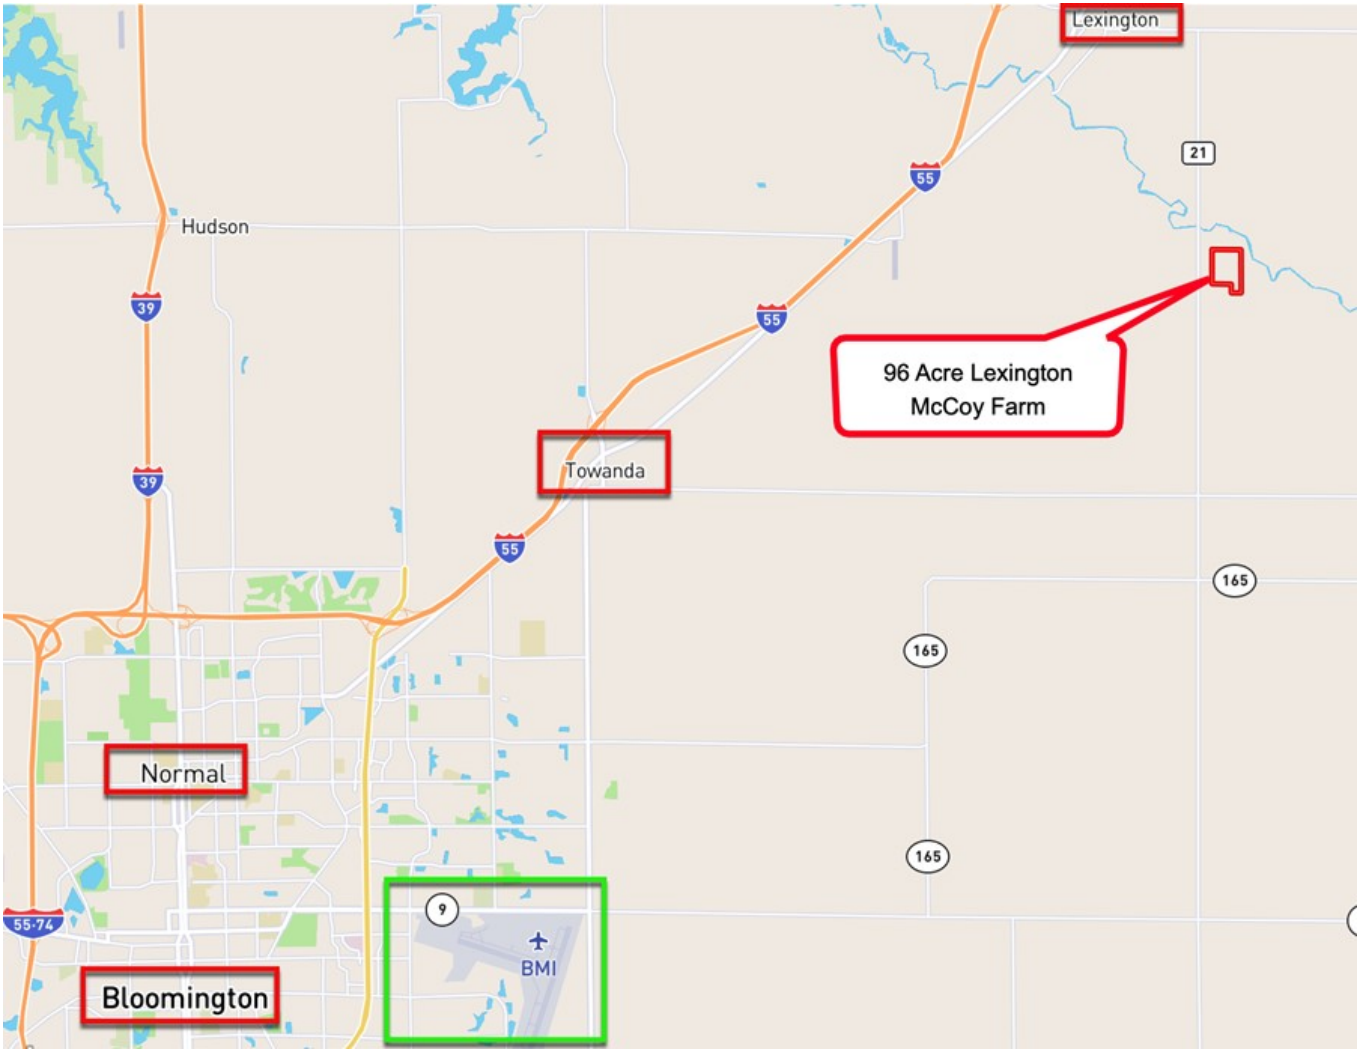 Lexington
21
55
Hudson
39
55
96 Acre Lexington
McCoy Farm
Towanda
39
55
165
165
Normal
165
9
55-74
BMI
Bloomington